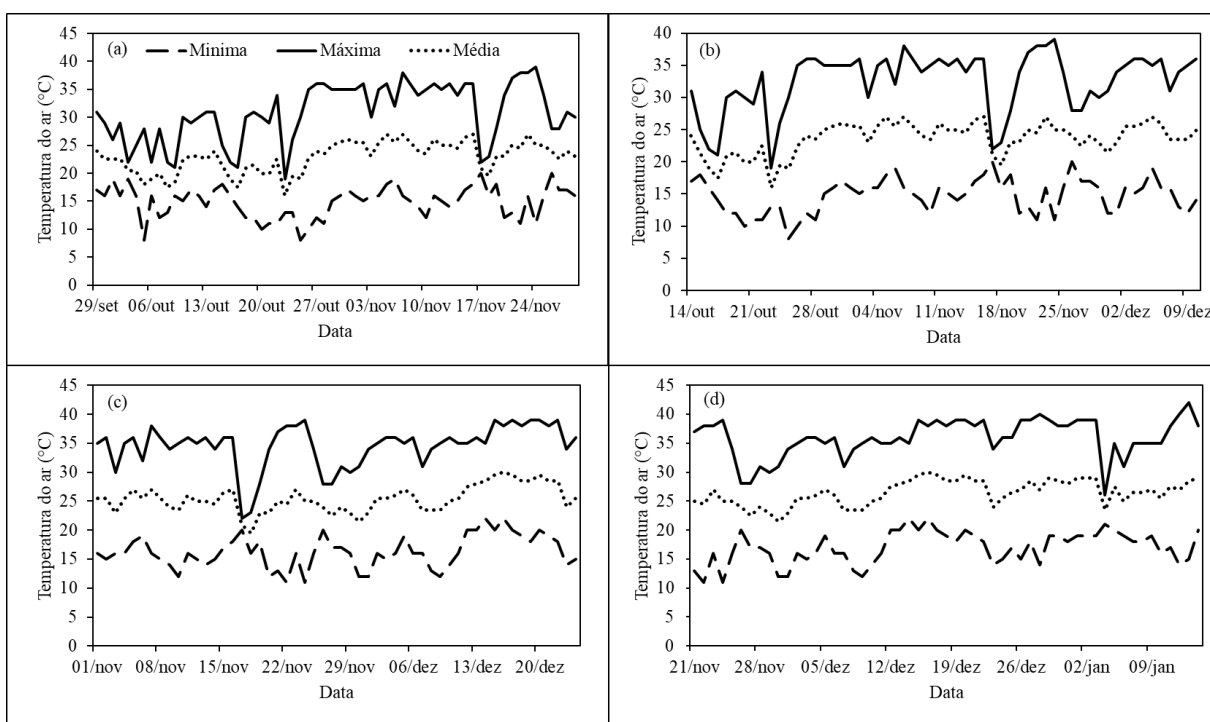 (a) Minima Máxima Média
Temperatura do ar (°C)
45
40
35
30
25
20
15
10
5
0
29/set 06/out 13/out 20/out 27/out 03/nov 10/nov 17/nov 24/nov
Data
(b)
Temperatura do ar (°C)
40
35
30
25
20
15
10
5
0
14/out 21/out 28/out 04/nov 11/nov 18/nov 25/nov 02/dez 09/dez
Data
(c)
Temperatura do ar (°C)
45
40
35
30
25
20
15
10
5
0
01/nov 08/nov 15/nov 22/nov 29/nov 06/dez 13/dez 20/dez
Data
(d)
Temperatura do ar (°C)
45
40
35
30
25
20
15
10
5
0
21/nov 28/nov 05/dez 12/dez 19/dez 26/dez 02/jan 09/jan
Data